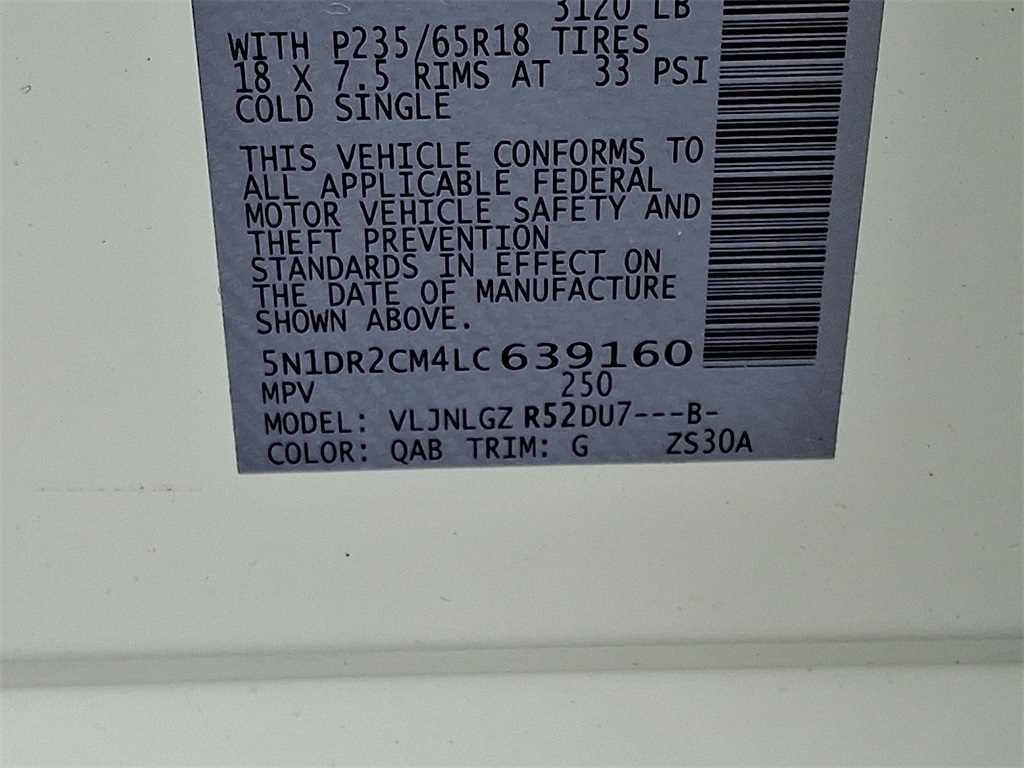 3120 LB
WITH P235/65R18 TIRES
18 X 7.5 RIMS AT 33 PSI
COLD SINGLE
THIS VEHICLE CONFORMS TO
ALL APPLICABLE FEDERAL
MOTOR VEHICLE SAFETY AND
THEFT PREVENTION
STANDARDS IN EFFECT ON
THE DATE OF MANUFACTURE
SHOWN ABOVE.
5N1DR2CM4LC639160
MPV 250
MODEL: VLJNLGZ R52DU7---B-
COLOR: QAB TRIM: G ZS30A